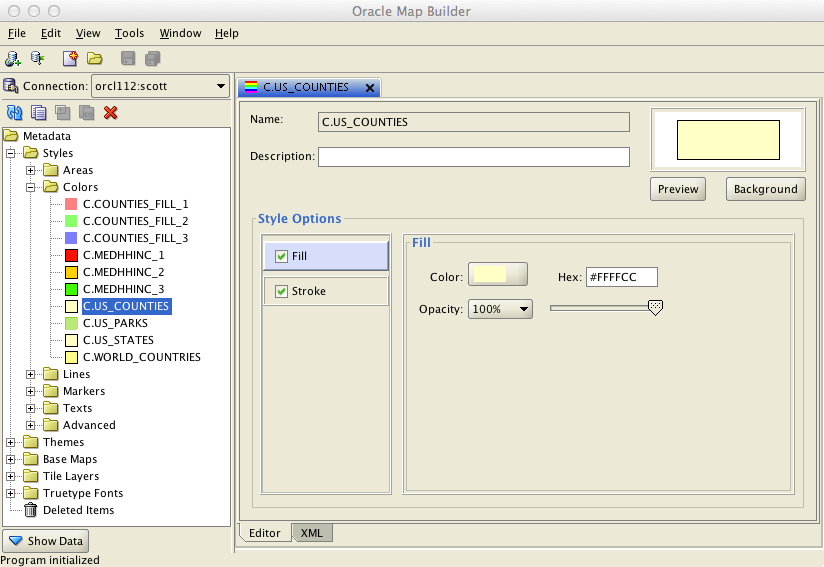 Oracle Map Builder
File Edit View Tools Window Help
Connection: orcl112:scott
Metadata
Styles
Areas
Colors
C.COUNTIES_FILL_1
C.COUNTIES_FILL_2
C.COUNTIES_FILL_3
C.MEDHHINC_1
C.MEDHHINC_2
C.MEDHHINC_3
C.US_COUNTIES
C.US_PARKS
C.US_STATES
C.WORLD_COUNTRIES
Lines
Markers
Texts
Advanced
Themes
Base Maps
Tile Layers
Truetype Fonts
Deleted Items
Show Data
Program initialized
C.US_COUNTIES
Name: C.US_COUNTIES
Description:
Preview Background
Style Options
Fill
Stroke
Fill
Color: Hex: #FFFFCC
Opacity: 100%
Editor XML